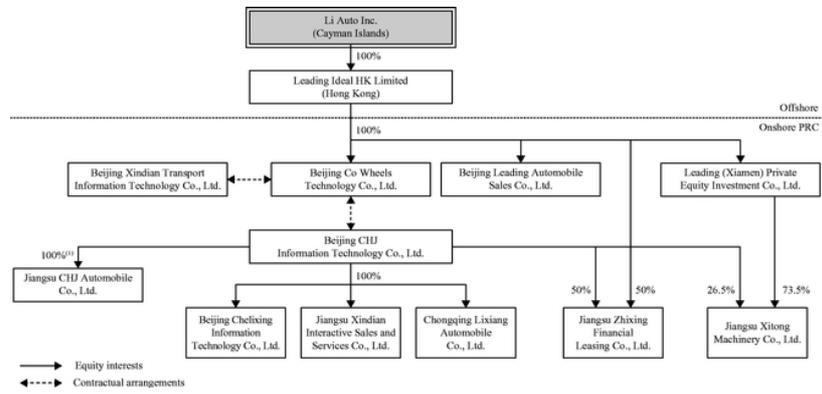 Li Auto Inc.
(Cayman Islands)
100%
Leading Ideal HK Limited
(Hong Kong)
Offshore
Onshore PRC
100%
Beijing Xindian Transport
Information Technology Co., Ltd.
Beijing Co Wheels
Technology Co., Ltd.
Beijing Leading Automobile
Sales Co., Ltd.
Leading (Xiamen) Private
Equity Investment Co., Ltd.
Beijing CHJ
Information Technology Co., Ltd.
100%(1)
Jiangsu CHJ Automobile
Co., Ltd.
100%
50%
50%
26.5%
73.5%
Beijing Chelixing
Information
Technology Co., Ltd.
Jiangsu Xindian
Interactive Sales and
Services Co., Ltd.
Chongqing Lixiang
Automobile
Co., Ltd.
Jiangsu Zhixing
Financial
Leasing Co., Ltd.
Jiangsu Xitong
Machinery Co., Ltd.
Equity interests
Contractual arrangements